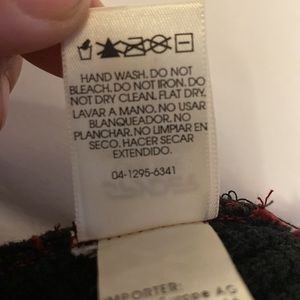 HAND WASH. DO NOT
BLEACH. DO NOT IRON. DO
NOT DRY CLEAN. FLAT DRY.
LAVAR A MANO. NO USAR
BLANQUEADOR. NO
PLANCHAR. NO LIMPIAR EN
SECO. HACER SECAR
EXTENDIDO.
04-1295-6341
IMPORTER:
AG